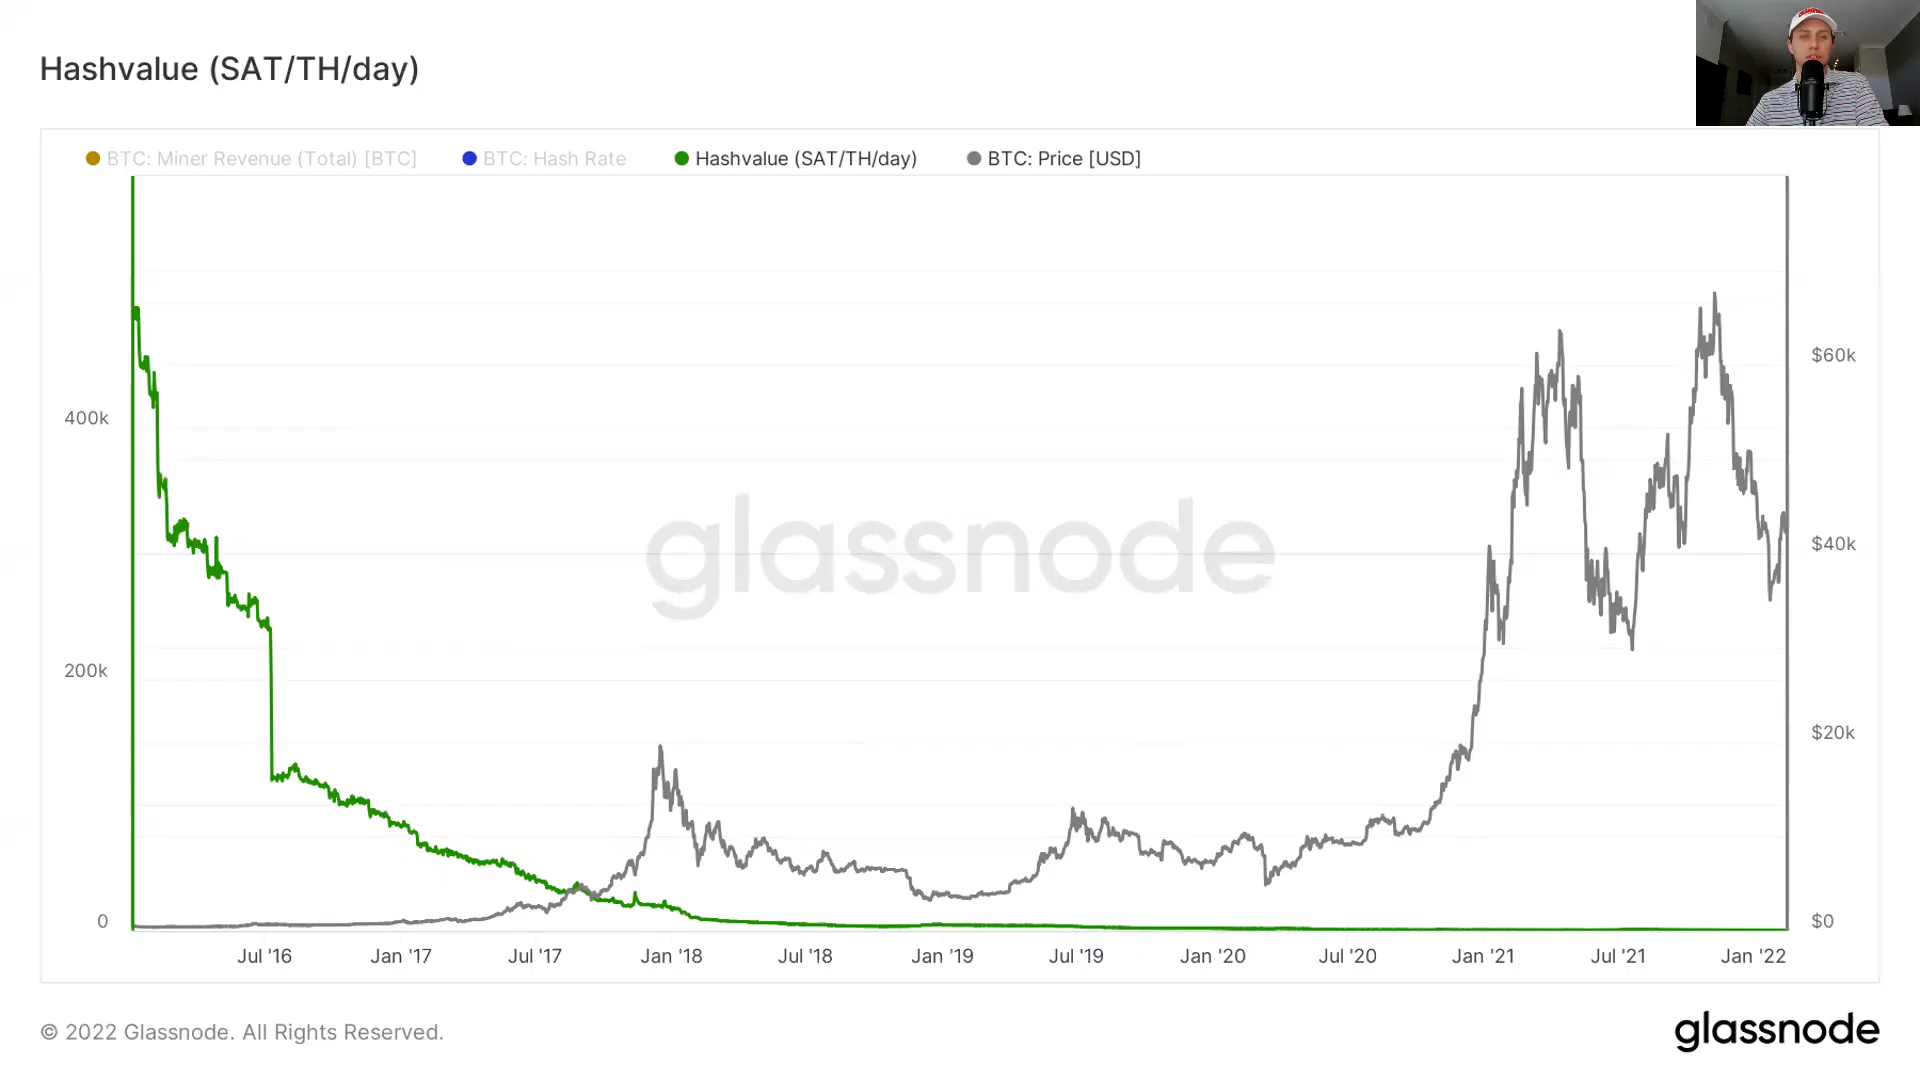 Hashvalue (SAT/TH/day)
BTC: Miner Revenue (Total) [BTC] BTC: Hash Rate Hashvalue (SAT/TH/day) BTC: Price [USD]
$60k
400k
glassnode
$40k
200k
$20k
0 $0
Jul '16 Jan '17 Jul '17 Jan '18 Jul '18 Jan '19 Jul '19 Jan '20 Jul '20 Jan '21 Jul '21 Jan '22
© 2022 Glassnode. All Rights Reserved. glassnode